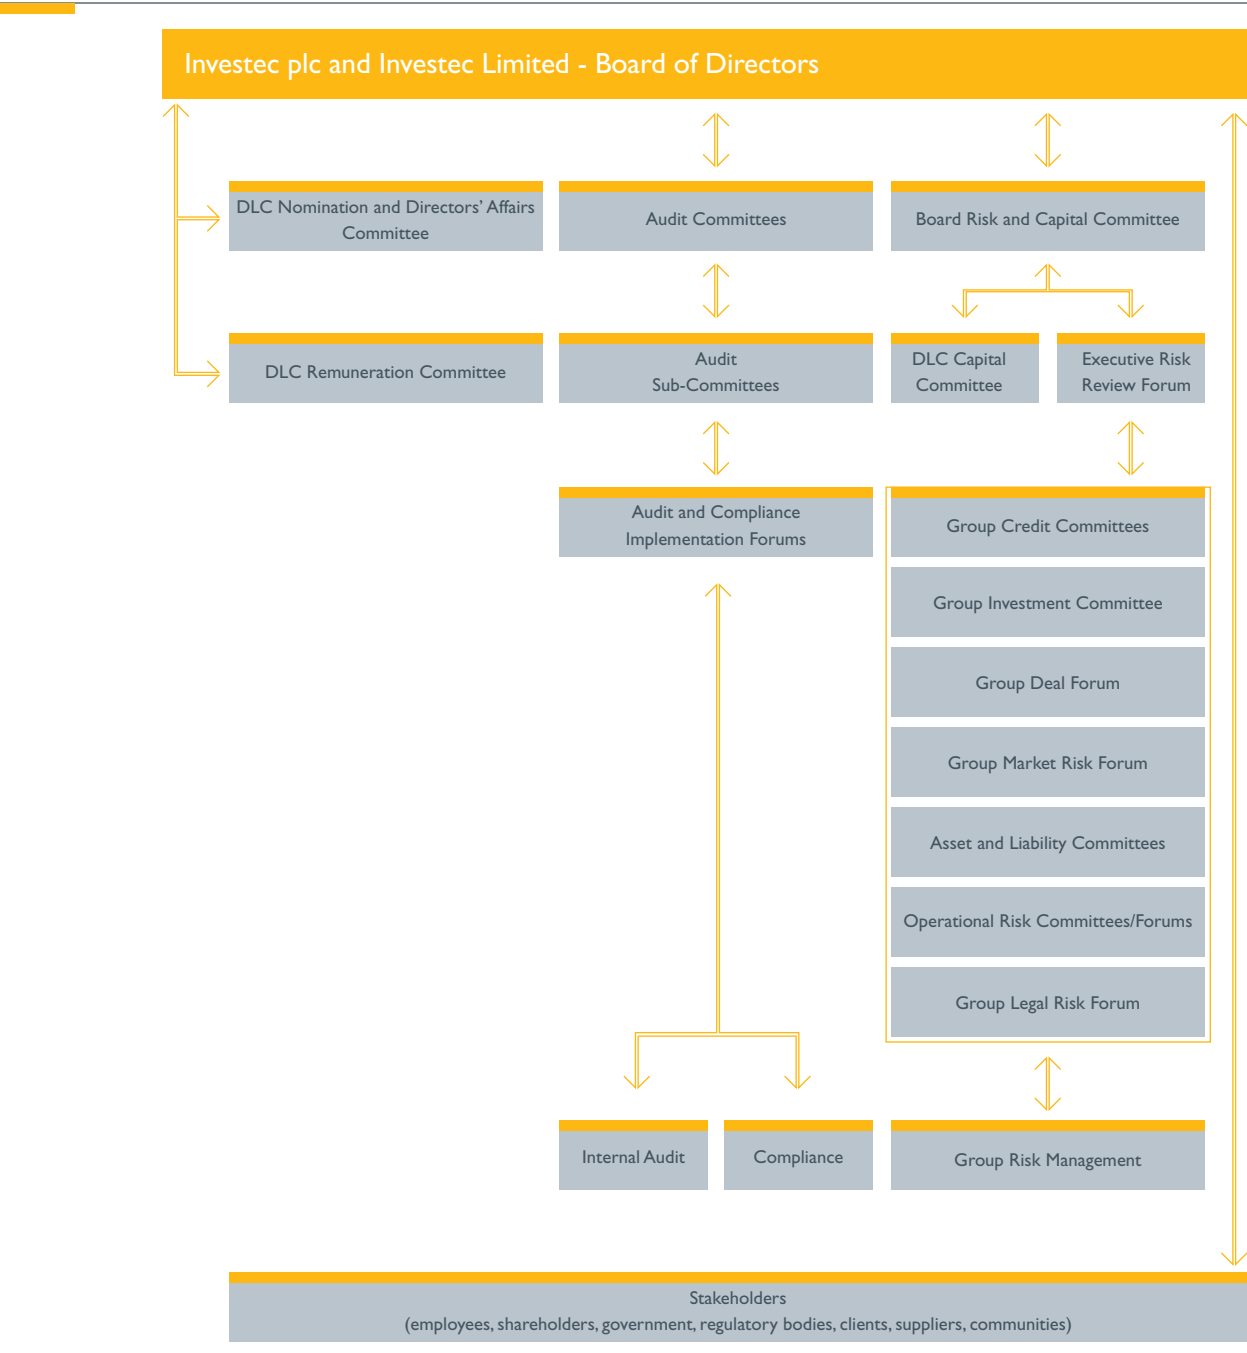 Investec plc and Investec Limited - Board of Directors
DLC Nomination and Directors' Affairs
Committee
Audit Committees
Board Risk and Capital Committee
DLC Remuneration Committee
Audit
Sub-Committees
DLC Capital
Committee
Executive Risk
Review Forum
Audit and Compliance
Implementation Forums
Group Credit Committees
Group Investment Committee
Group Deal Forum
Group Market Risk Forum
Asset and Liability Committees
Operational Risk Committees/Forums
Group Legal Risk Forum
Internal Audit
Compliance
Group Risk Management
Stakeholders
(employees, shareholders, government, regulatory bodies, clients, suppliers, communities)